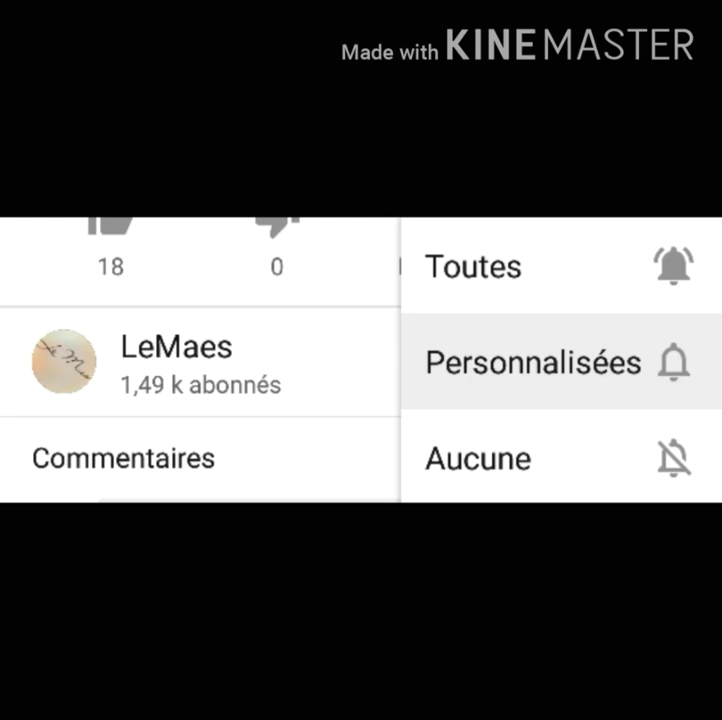 Made with KINEMASTER
18
0
Toutes
LeMaes
1,49 k abonnés
Personnalisées
Commentaires
Aucune